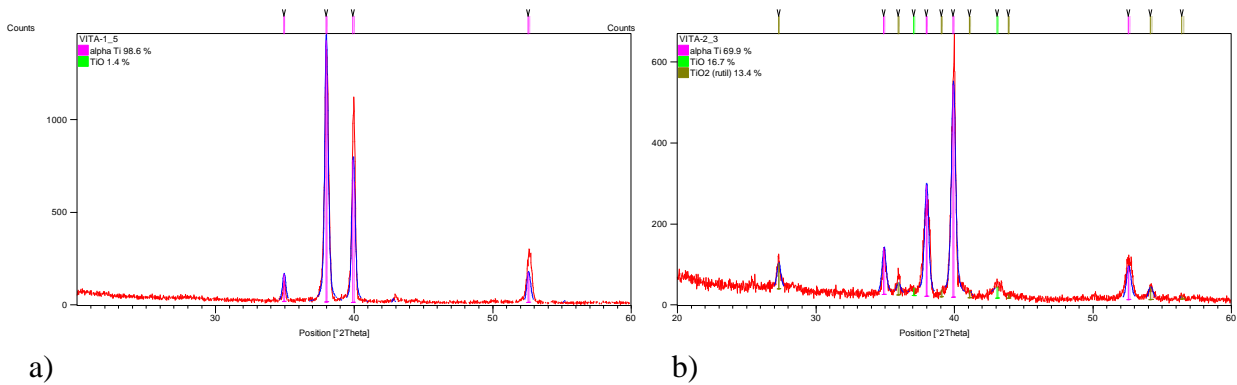 Counts
VITA-1_5
alpha Ti 98.6 %
TiO 1.4 %
1000
500
0
30
40
50
60
Position [°2Theta]
a)
Counts
VITA-2_3
alpha Ti 69.9 %
TiO 16.7 %
TiO2 (rutil) 13.4 %
600
400
200
0
20
30
40
50
60
Position [°2Theta]
b)